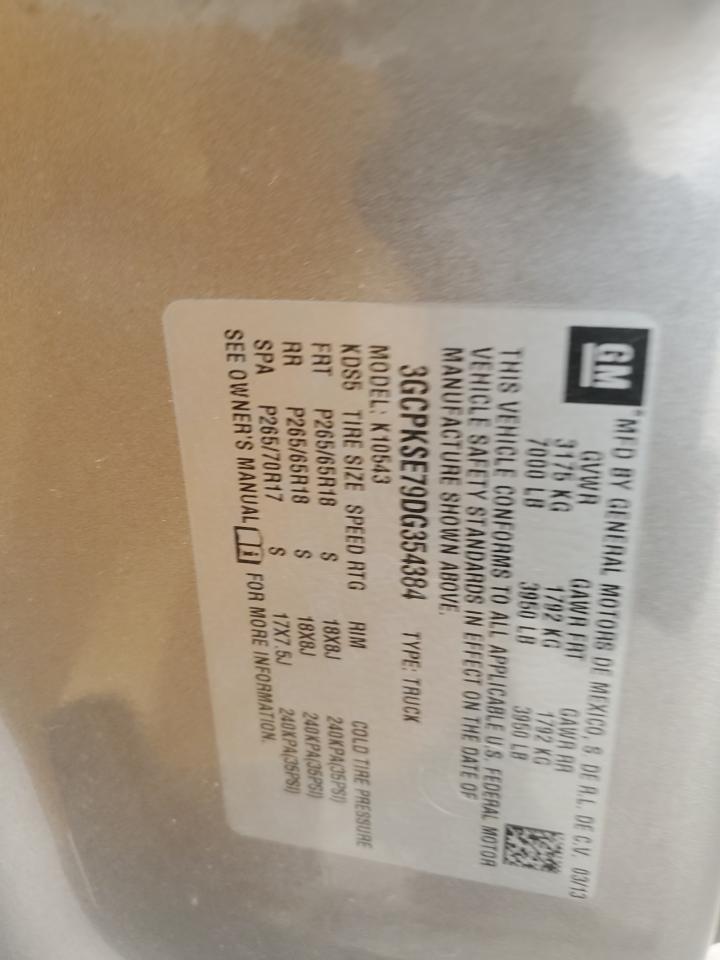 GM
MFD BY GENERAL MOTORS DE MEXICO, S. DE R.L. DE C.V. 03/13
GVWR GAWR FRT GAWR RR
3175 KG 1792 KG 1792 KG
7000 LB 3950 LB 3950 LB
THIS VEHICLE CONFORMS TO ALL APPLICABLE U.S. FEDERAL MOTOR
VEHICLE SAFETY STANDARDS IN EFFECT ON THE DATE OF
MANUFACTURE SHOWN ABOVE.
3GCPKSE79DG354384 TYPE: TRUCK
MODEL: K10543
KDS5 TIRE SIZE SPEED RTG RIM COLD TIRE PRESSURE
FRT P265/65R18 S 18X8J 240KPA(35PSI)
RR P265/65R18 S 18X8J 240KPA(35PSI)
SPA P265/70R17 S 17X7.5J 240KPA(35PSI)
SEE OWNER'S MANUAL FOR MORE INFORMATION.